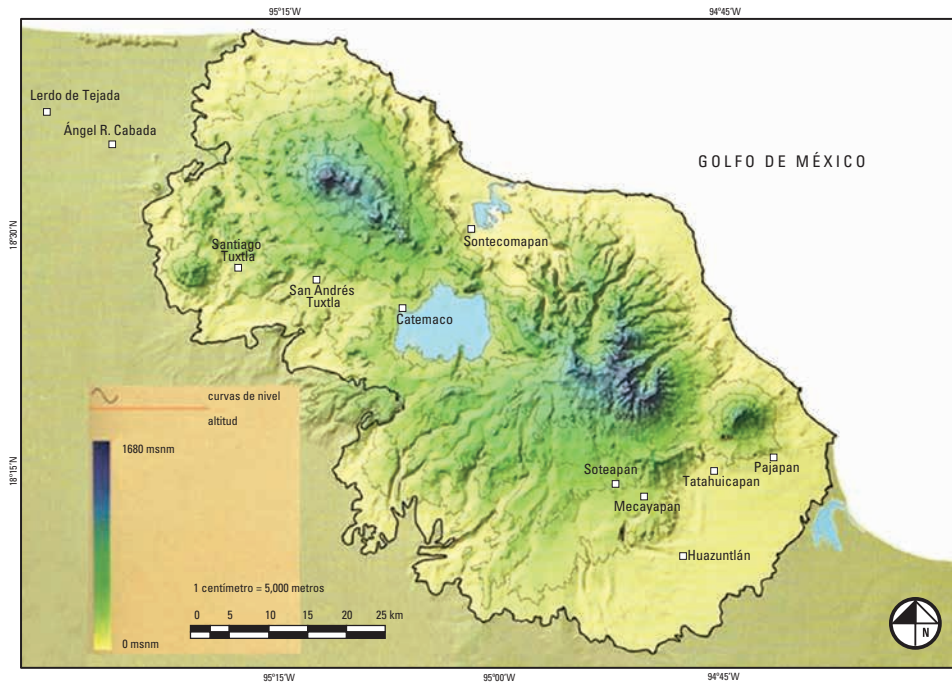 95°15'W
94°45'W
Lerdo de Tejada
Ángel R. Cabada
GOLFO DE MÉXICO
18°30'N
Sontecomapan
Santiago
Tuxtla
San Andrés
Tuxtla
Catemaco
curvas de nivel
altitud
1680 msnm
18°15'N
Soteapan
Pajapan
Tatahuicapan
Mecayapan
Huazuntlán
1 centímetro = 5,000 metros
0 5 10 15 20 25 km
0 msnm
N
95°15'W
95°00'W
94°45'W